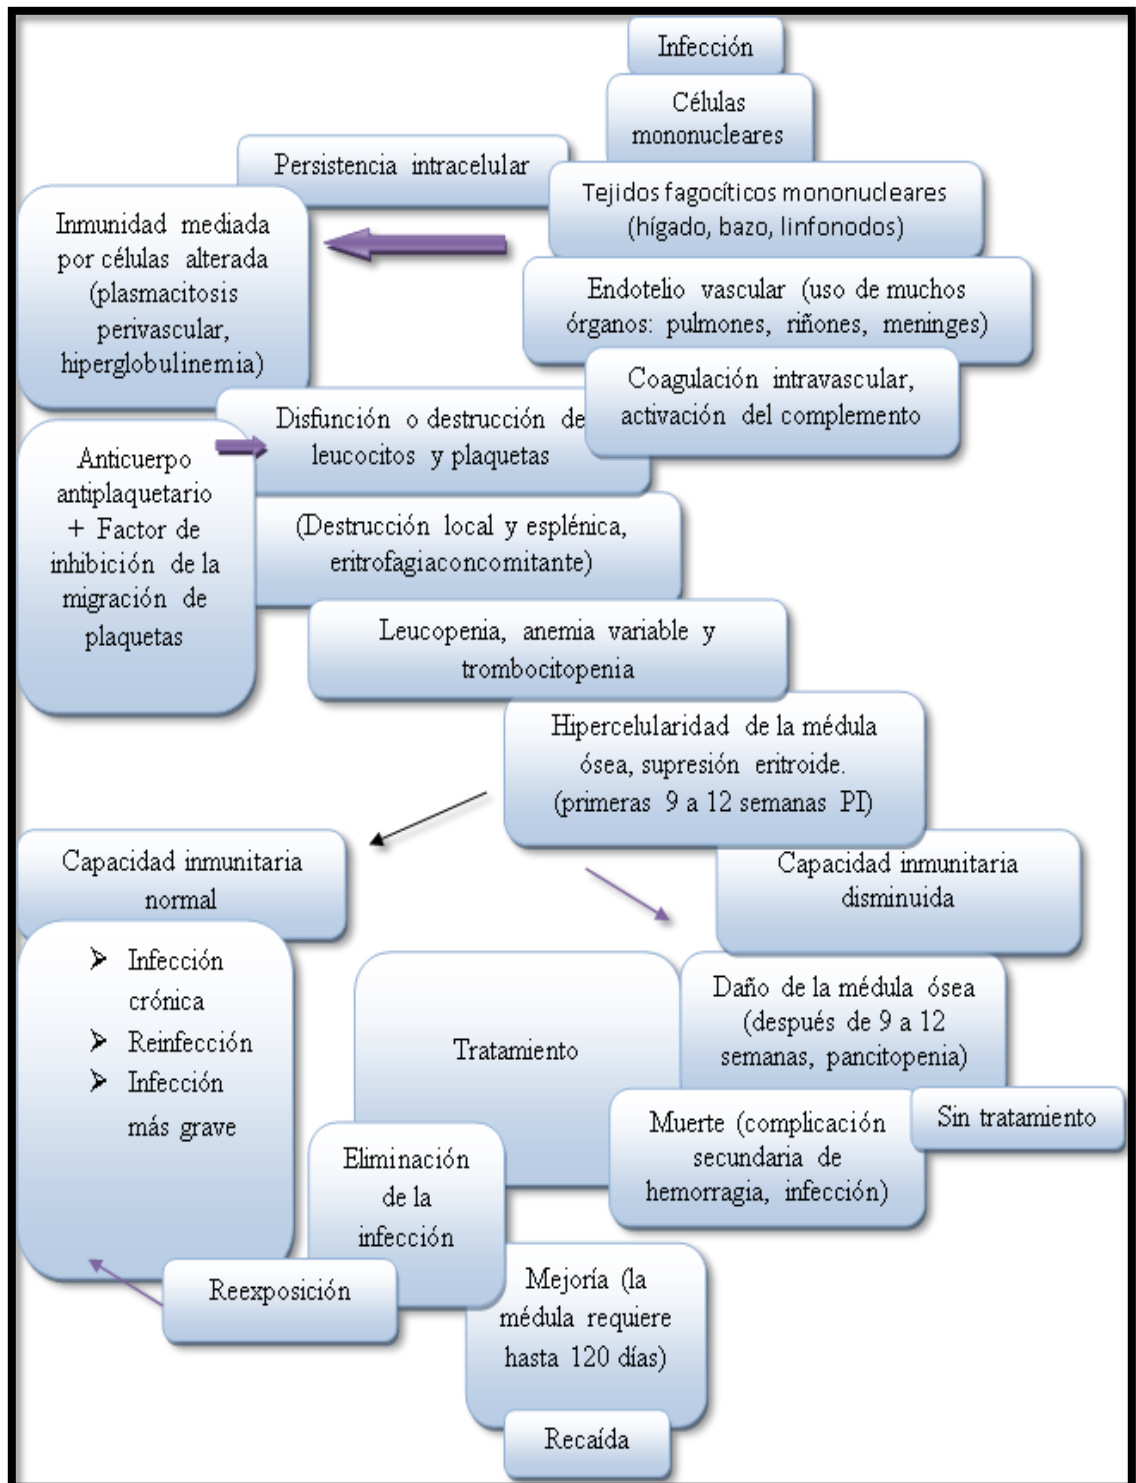 Infección
Células
mononucleares
Persistencia intracelular
Tejidos fagocíticos mononucleares
(hígado, bazo, linfonodos)
Inmunidad mediada
por células alterada
(plasmacitosis
perivascular,
hiperglobulinemia)
Endotelio vascular (uso de muchos
órganos: pulmones, riñones, meninges)
Coagulación intravascular,
activación del complemento
Disfunción o destrucción de
leucocitos y plaquetas
Anticuerpo
antiplaquetario
+ Factor de
inhibición de la
migración de
plaquetas
(Destrucción local y esplénica,
eritrofagiaconcomitante)
Leucopenia, anemia variable y
trombocitopenia
Hipercelularidad de la médula
ósea, supresión eritroide.
(primeras 9 a 12 semanas PI)
Capacidad inmunitaria
normal
Capacidad inmunitaria
disminuida
➢ Infección
crónica
➢ Reinfección
➢ Infección
más grave
Tratamiento
Daño de la médula ósea
(después de 9 a 12
semanas, pancitopenia)
Sin tratamiento
Muerte (complicación
secundaria de
hemorragia, infección)
Eliminación
de la
infección
Reexposición
Mejoría (la
médula requiere
hasta 120 días)
Recaída